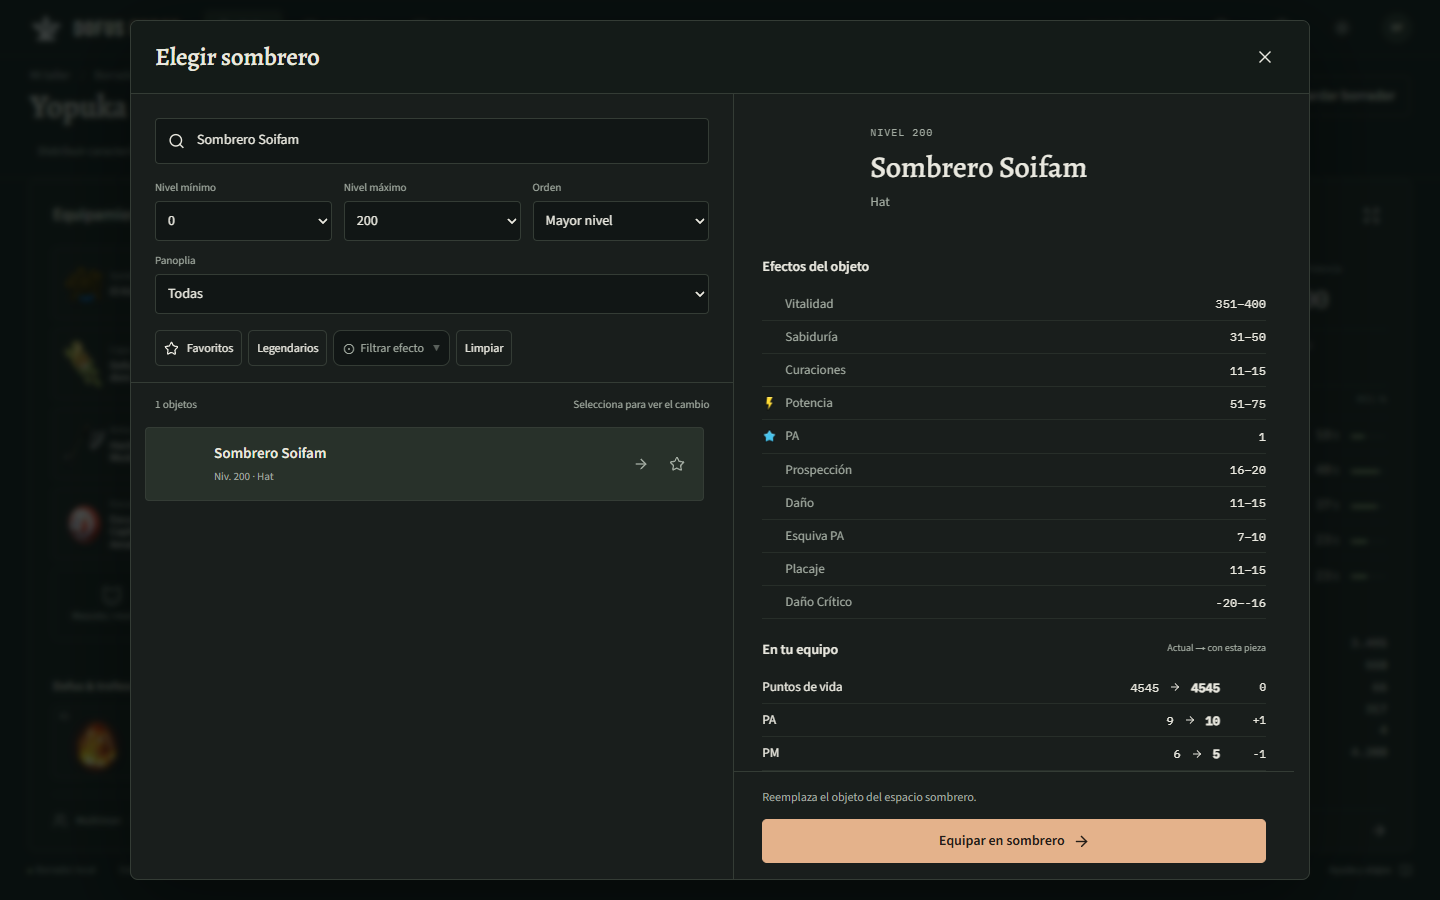 Elegir sombrero
Sombrero Soifam
Nivel mínimo
Nivel máximo
Orden
0
200
Mayor nivel
Panoplia
Todas
Favoritos
Legendarios
Filtrar efecto
Limpiar
1 objetos
Selecciona para ver el cambio
Sombrero Soifam
Niv. 200 · Hat
NIVEL 200
Sombrero Soifam
Hat
Efectos del objeto
Vitalidad 351–400
Sabiduría 31–50
Curaciones 11–15
Potencia 51–75
PA 1
Prospección 16–20
Daño 11–15
Esquiva PA 7–10
Placaje 11–15
Daño Crítico -20–-16
En tu equipo
Actual → con esta pieza
Puntos de vida 4545 → 4545 0
PA 9 → 10 +1
PM 6 → 5 -1
Reemplaza el objeto del espacio sombrero.
Equipar en sombrero →
Yopuka